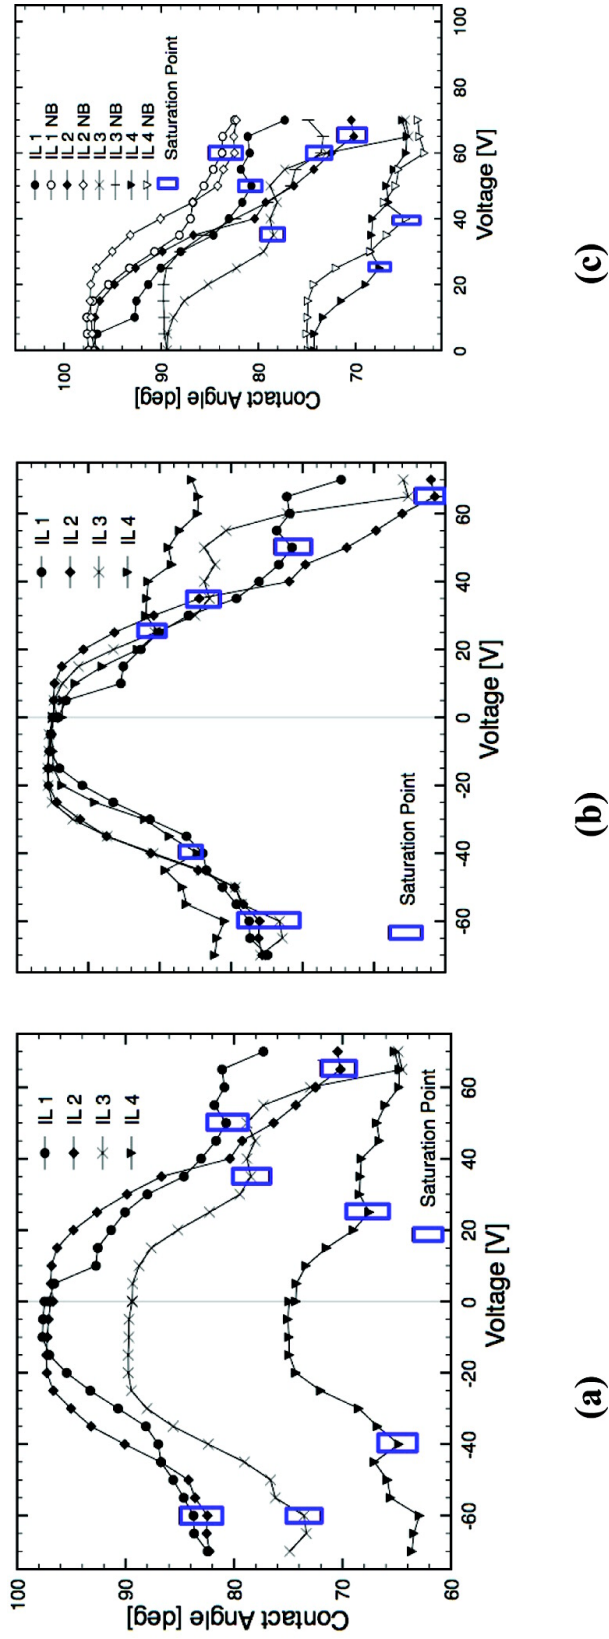 100
90
80
70
60
Contact Angle [deg]
IL 1
IL 2
IL 3
IL 4
Saturation Point
-60 -40 -20 0 20 40 60
Voltage [V]
(a)
IL 1
IL 2
IL 3
IL 4
Saturation Point
-60 -40 -20 0 20 40 60
Voltage [V]
(b)
100
90
80
70
Contact Angle [deg]
IL 1
IL 1 NB
IL 2
IL 2 NB
IL 3
IL 3 NB
IL 4
IL 4 NB
Saturation Point
0 20 40 60 80 100
Voltage [V]
(c)